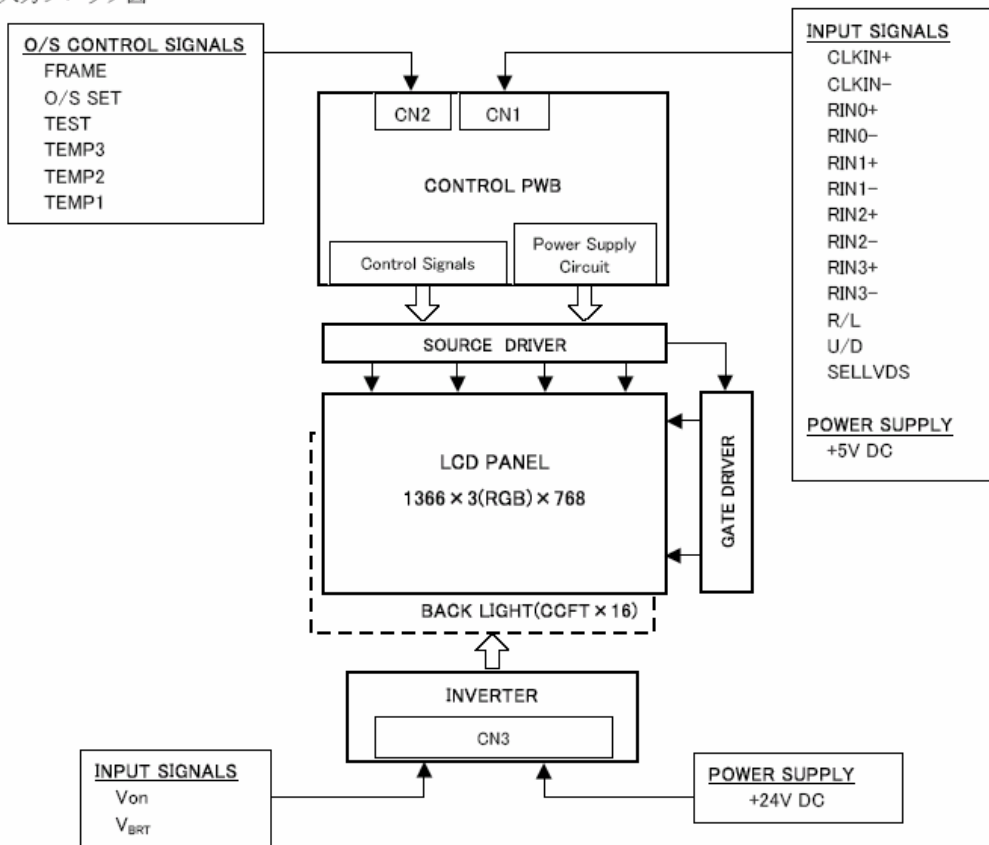 O/S CONTROL SIGNALS
FRAME
O/S SET
TEST
TEMP3
TEMP2
TEMP1
INPUT SIGNALS
CLKIN+
CLKIN-
RIN0+
RIN0-
RIN1+
RIN1-
RIN2+
RIN2-
RIN3+
RIN3-
R/L
U/D
SELLVDS
POWER SUPPLY
+5V DC
CN2
CN1
CONTROL PWB
Control Signals
Power Supply
Circuit
SOURCE DRIVER
LCD PANEL
1366×3(RGB)×768
GATE DRIVER
BACK LIGHT(CCFT×16)
INVERTER
CN3
INPUT SIGNALS
Von
VBRT
POWER SUPPLY
+24V DC